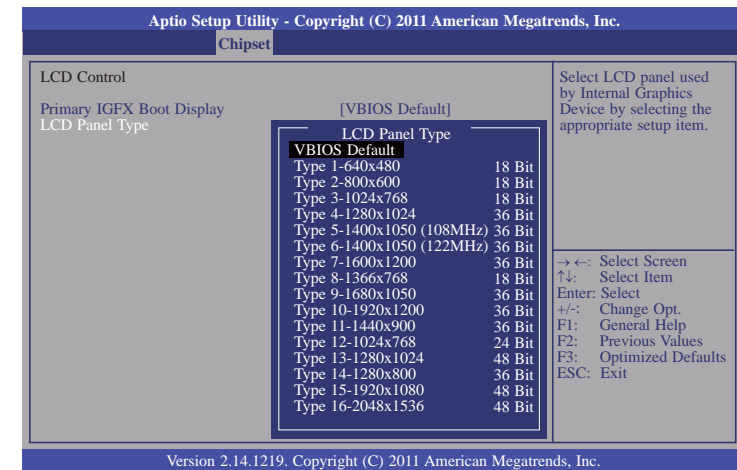 Aptio Setup Utility - Copyright (C) 2011 American Megatrends, Inc.
Chipset
LCD Control
Primary IGFX Boot Display [VBIOS Default]
LCD Panel Type
LCD Panel Type
VBIOS Default
Type 1-640x480 18 Bit
Type 2-800x600 18 Bit
Type 3-1024x768 18 Bit
Type 4-1280x1024 36 Bit
Type 5-1400x1050 (108MHz) 36 Bit
Type 6-1400x1050 (122MHz) 36 Bit
Type 7-1600x1200 36 Bit
Type 8-1366x768 18 Bit
Type 9-1680x1050 36 Bit
Type 10-1920x1200 36 Bit
Type 11-1440x900 36 Bit
Type 12-1024x768 24 Bit
Type 13-1280x1024 48 Bit
Type 14-1280x800 36 Bit
Type 15-1920x1080 48 Bit
Type 16-2048x1536 48 Bit
Select LCD panel used
by Internal Graphics
Device by selecting the
appropriate setup item.
→←: Select Screen
↑↓: Select Item
Enter: Select
+/-: Change Opt.
F1: General Help
F2: Previous Values
F3: Optimized Defaults
ESC: Exit
Version 2.14.1219. Copyright (C) 2011 American Megatrends, Inc.